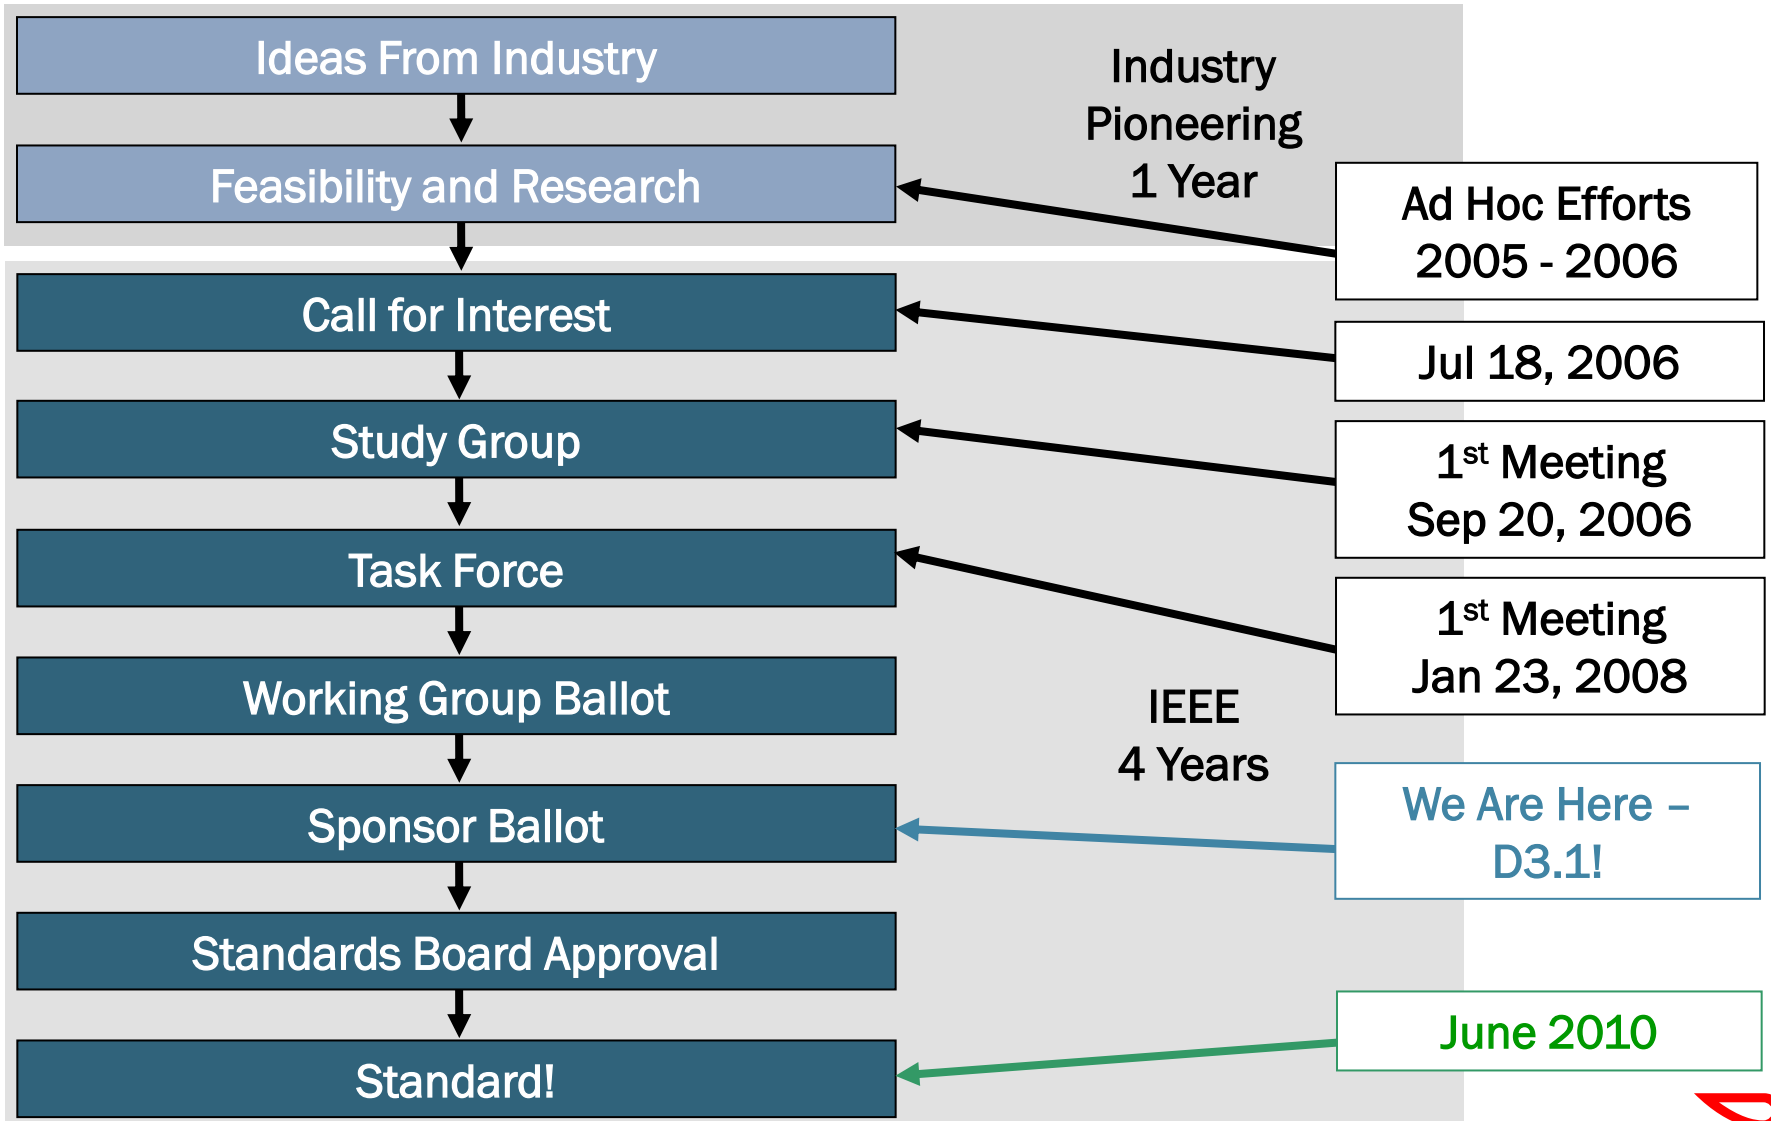 Ideas From Industry
Feasibility and Research
Industry
Pioneering
1 Year
Ad Hoc Efforts
2005 - 2006
Call for Interest
Jul 18, 2006
Study Group
1st Meeting
Sep 20, 2006
Task Force
1st Meeting
Jan 23, 2008
Working Group Ballot
IEEE
4 Years
Sponsor Ballot
We Are Here –
D3.1!
Standards Board Approval
June 2010
Standard!